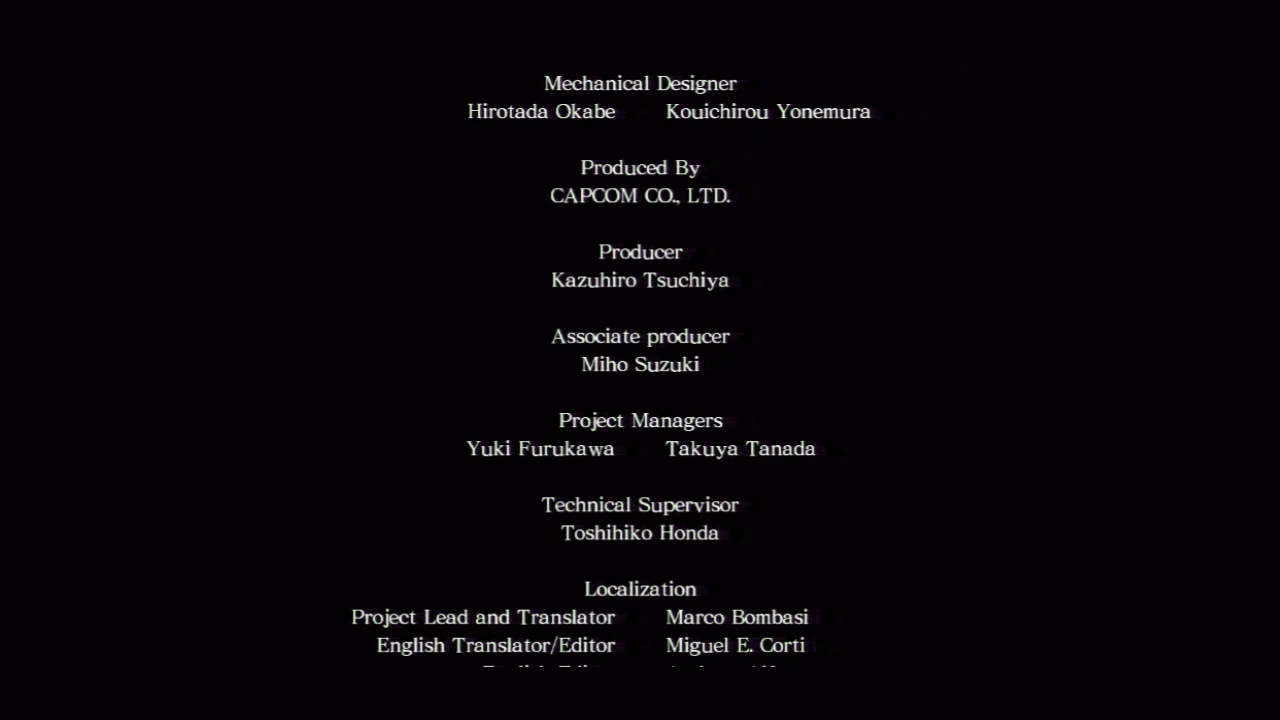 Mechanical Designer
Hirotada Okabe Kouichirou Yonemura
Produced By
CAPCOM CO., LTD.
Producer
Kazuhiro Tsuchiya
Associate producer
Miho Suzuki
Project Managers
Yuki Furukawa Takuya Tanada
Technical Supervisor
Toshihiko Honda
Localization
Project Lead and Translator Marco Bombasi
English Translator/Editor Miguel E. Corti